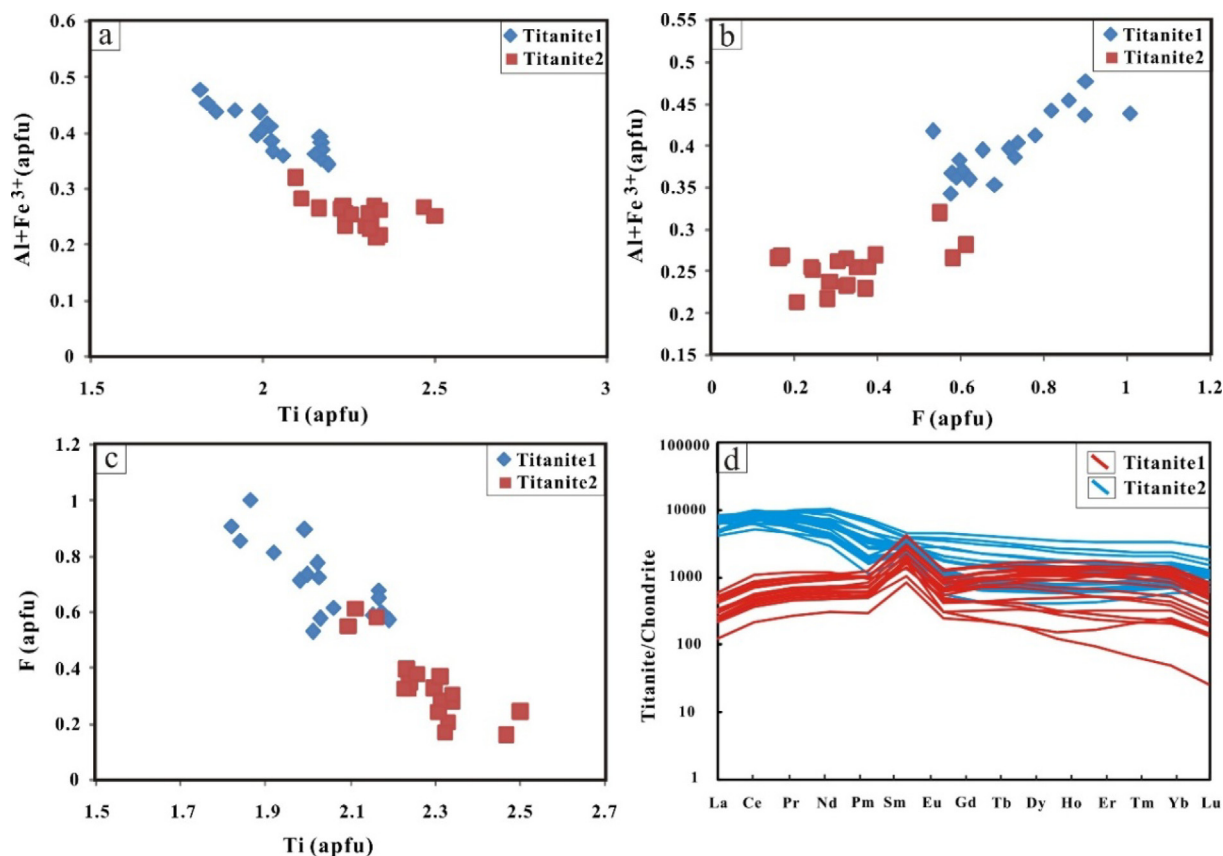 a
Titanite1
Titanite2
0.6
0.5
0.4
0.3
0.2
0.1
0
Al+Fe3+(apfu)
1.5 2 2.5 3
Ti (apfu)
b
Titanite1
Titanite2
0.55
0.5
0.45
0.4
0.35
0.3
0.25
0.2
0.15
Al+Fe3+(apfu)
0 0.2 0.4 0.6 0.8 1 1.2
F (apfu)
c
Titanite1
Titanite2
1.2
1
0.8
0.6
0.4
0.2
0
F (apfu)
1.5 1.7 1.9 2.1 2.3 2.5 2.7
Ti (apfu)
d
Titanite1
Titanite2
100000
10000
1000
100
10
1
Titanite/Chondrite
La Ce Pr Nd Pm Sm Eu Gd Tb Dy Ho Er Tm Yb Lu